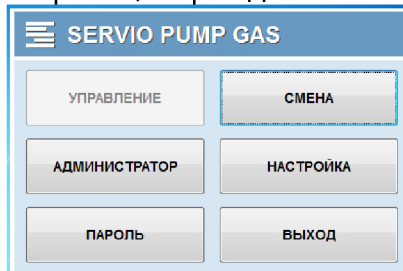 SERVIO PUMP GAS
УПРАВЛЕНИЕ СМЕНА
АДМИНИСТРАТОР НАСТРОЙКА
ПАРОЛЬ ВЫХОД